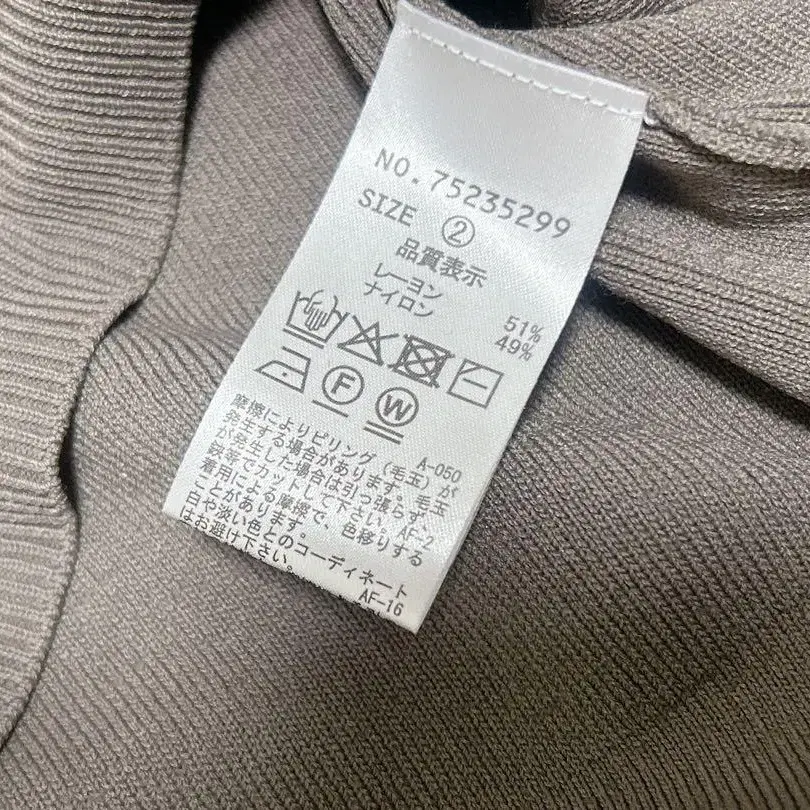 NO.75235299
SIZE ②
品質表示
レーヨン 51%
ナイロン 49%
F W
A-050
摩擦によりピリング(毛玉)が
発生する場合があります。毛玉
が発生した場合は引っ張らず、
鋏等でカットして下さい。AF-2
着用による摩擦で、色移りする
ことがあります。
白や淡い色とのコーディネート
はお避け下さい。
AF-16